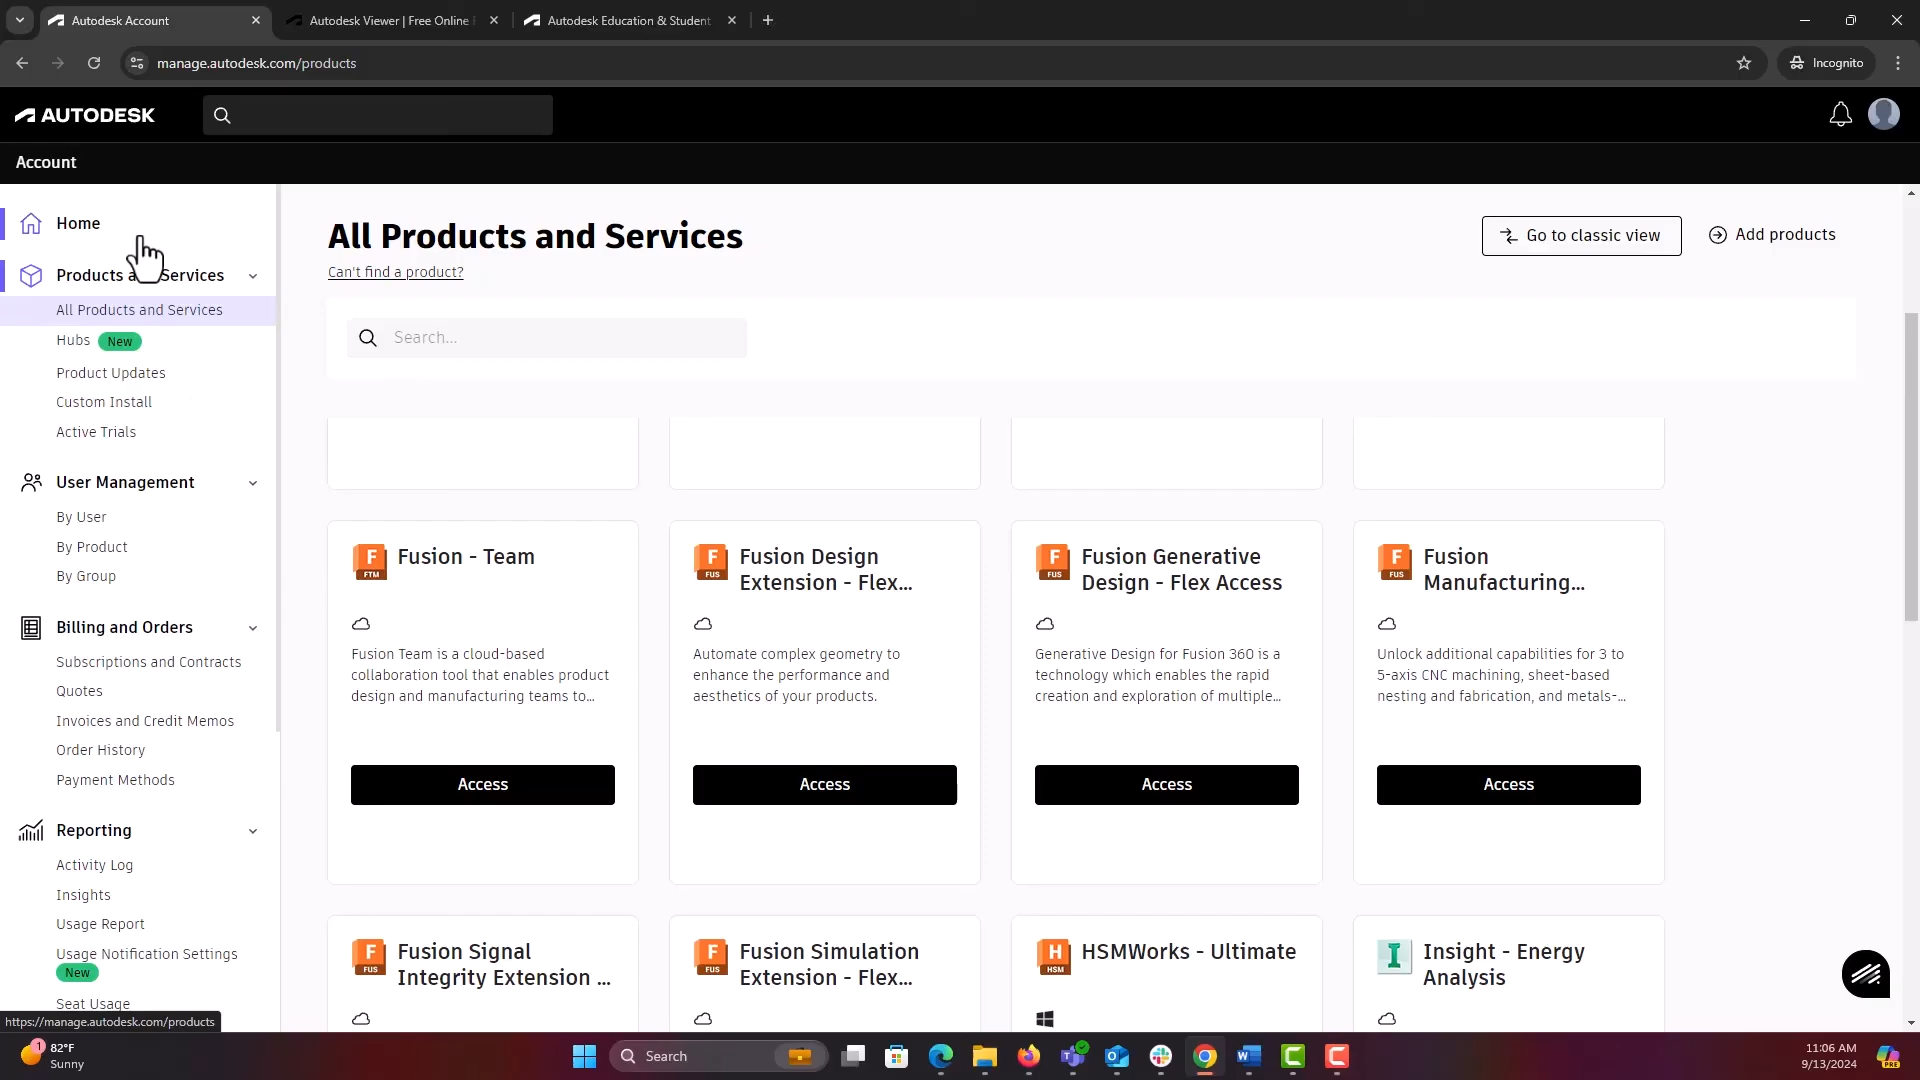 Autodesk Account
Autodesk Viewer | Free Online
Autodesk Education & Student
manage.autodesk.com/products
Incognito
AUTODESK
Account
Home
Products a Services
All Products and Services
Hubs New
Product Updates
Custom Install
Active Trials
User Management
By User
By Product
By Group
Billing and Orders
Subscriptions and Contracts
Quotes
Invoices and Credit Memos
Order History
Payment Methods
Reporting
Activity Log
Insights
Usage Report
Usage Notification Settings
New
Seat Usage
https://manage.autodesk.com/products
All Products and Services
Can't find a product?
Go to classic view
Add products
Search...
F FTM
Fusion - Team
Fusion Team is a cloud-based
collaboration tool that enables product
design and manufacturing teams to...
Access
F FUS
Fusion Design
Extension - Flex...
Automate complex geometry to
enhance the performance and
aesthetics of your products.
Access
F FUS
Fusion Generative
Design - Flex Access
Generative Design for Fusion 360 is a
technology which enables the rapid
creation and exploration of multiple...
Access
F FUS
Fusion
Manufacturing...
Unlock additional capabilities for 3 to
5-axis CNC machining, sheet-based
nesting and fabrication, and metals-...
Access
F FUS
Fusion Signal
Integrity Extension ...
F FUS
Fusion Simulation
Extension - Flex...
H HSM
HSMWorks - Ultimate
I
Insight - Energy
Analysis
1
82°F
Sunny
Search
11:06 AM
9/13/2024
PRE